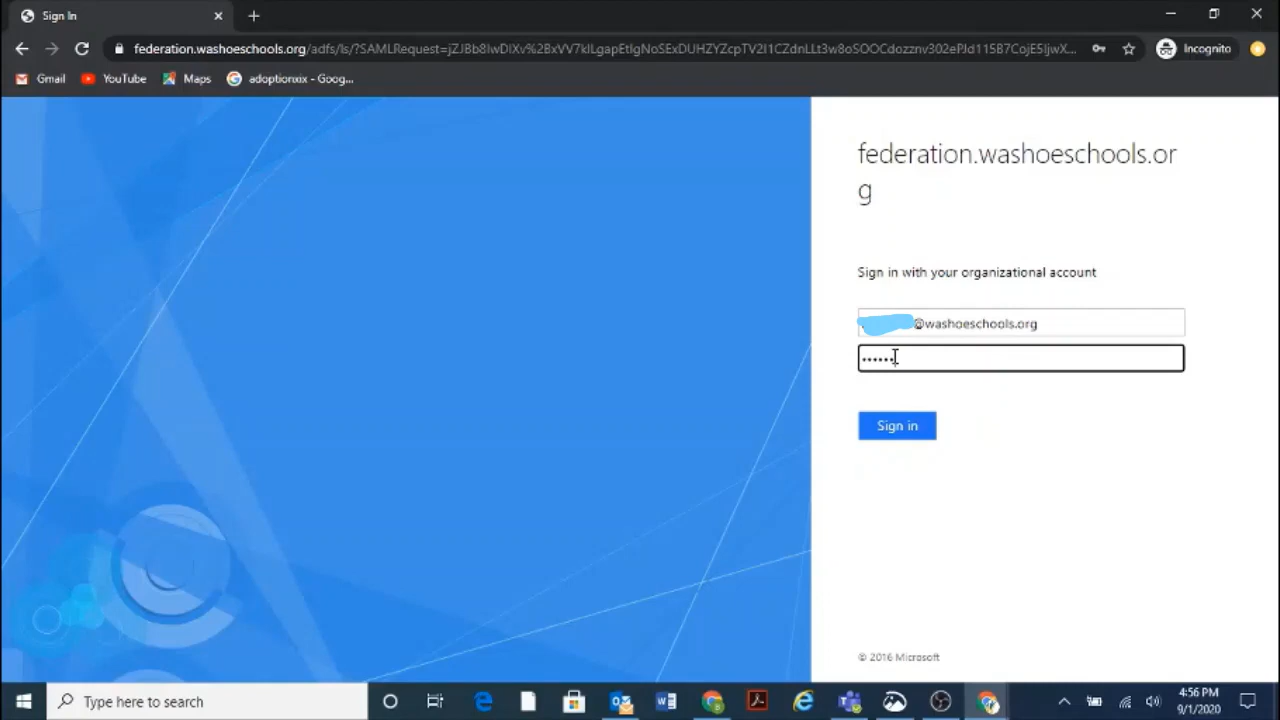 Sign In
federation.washoeschools.org/adfs/ls/?SAMLRequest=
Incognito
Gmail
YouTube
Maps
adoptionxix - Goog...
federation.washoeschools.or
g
Sign in with your organizational account
@washoeschools.org
Sign in
© 2016 Microsoft
Type here to search
4:56 PM
9/1/2020